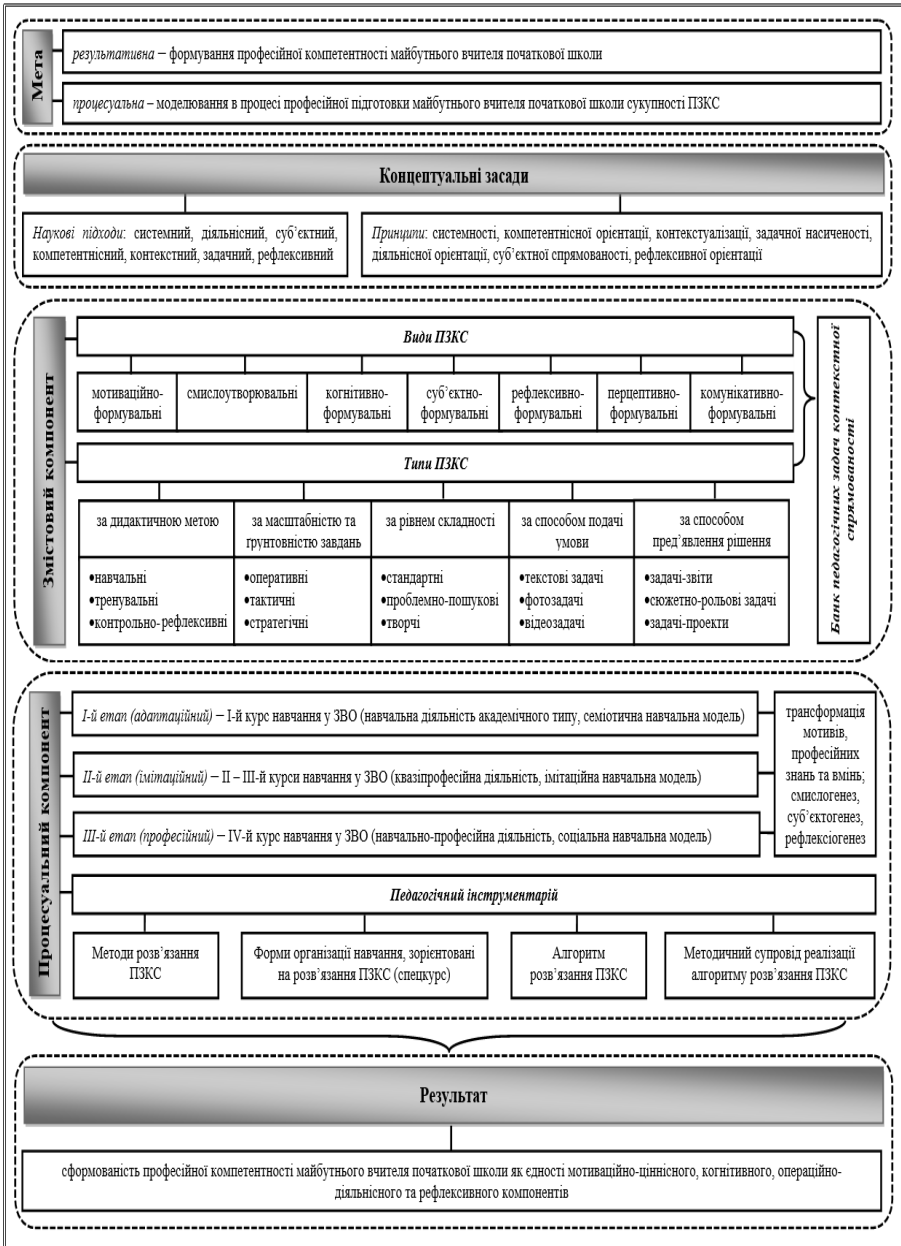 Мета
результативна – формування професійної компетентності майбутнього вчителя початкової школи
процесуальна – моделювання в процесі професійної підготовки майбутнього вчителя початкової школи сукупності ПЗКС
Концептуальні засади
Наукові підходи: системний, діяльнісний, суб’єктний,
компетентнісний, контекстний, задачний, рефлексивний
Принципи: системності, компетентнісної орієнтації, контекстуалізації, задачної насиченості,
діяльнісної орієнтації, суб’єктної спрямованості, рефлексивної орієнтації
Змістовий компонент
Види ПЗКС
мотиваційно-
формувальні
смислоутворювальні
когнітивно-
формувальні
суб’єктно-
формувальні
рефлексивно-
формувальні
перцептивно-
формувальні
комунікативно-
формувальні
Типи ПЗКС
за дидактичною метою
•навчальні
•тренувальні
•контрольно-рефлексивні
за масштабністю та
ґрунтовністю завдань
•оперативні
•тактичні
•стратегічні
за рівнем складності
•стандартні
•проблемно-пошукові
•творчі
за способом подачі
умови
•текстові задачі
•фотозадачі
•відеозадачі
за способом
пред’явлення рішення
•задачі-звіти
•сюжетно-рольові задачі
•задачі-проекти
Банк педагогічних задач контекстної
спрямованості
Процесуальний компонент
І-й етап (адаптаційний) – І-й курс навчання у ЗВО (навчальна діяльність академічного типу, семіотична навчальна модель)
ІІ-й етап (імітаційний) – ІІ – ІІІ-й курси навчання у ЗВО (квазіпрофесійна діяльність, імітаційна навчальна модель)
ІІІ-й етап (професійний) – IV-й курс навчання у ЗВО (навчально-професійна діяльність, соціальна навчальна модель)
трансформація
мотивів,
професійних
знань та вмінь;
смислогенез,
суб’єктогенез,
рефлексіогенез
Педагогічний інструментарій
Методи розв’язання
ПЗКС
Форми організації навчання, зорієнтовані
на розв’язання ПЗКС (спецкурс)
Алгоритм
розв’язання ПЗКС
Методичний супровід реалізації
алгоритму розв’язання ПЗКС
Результат
сформованість професійної компетентності майбутнього вчителя початкової школи як єдності мотиваційно-ціннісного, когнітивного, операційно-
діяльнісного та рефлексивного компонентів